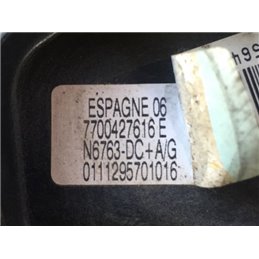 ESPAGNE 06
7700427616 E
N6763-DC+A/G
0111295701016